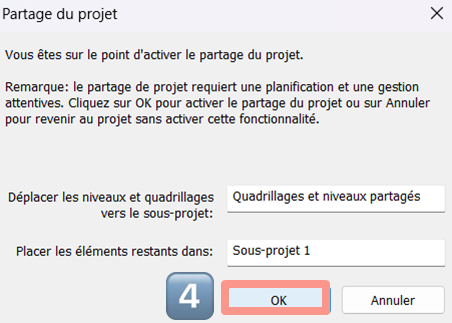 Partage du projet
Vous êtes sur le point d'activer le partage du projet.
Remarque: le partage de projet requiert une planification et une gestion
attentives. Cliquez sur OK pour activer le partage du projet ou sur Annuler
pour revenir au projet sans activer cette fonctionnalité.
Déplacer les niveaux et quadrillages
vers le sous-projet:
Quadrillages et niveaux partagés
Placer les éléments restants dans:
Sous-projet 1
4
OK
Annuler